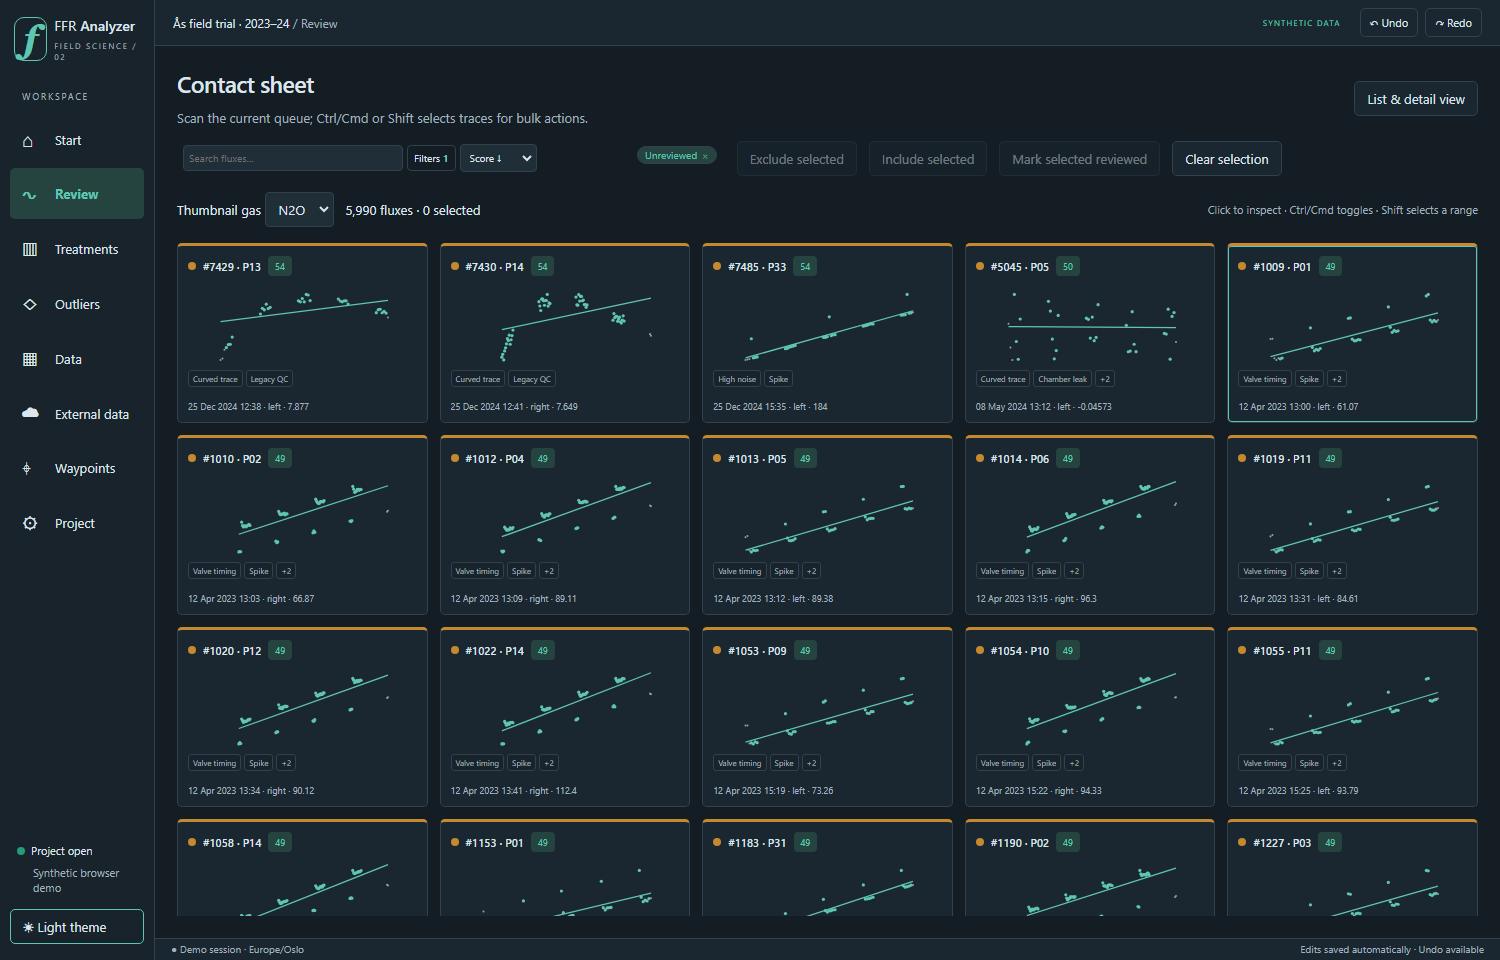 FFR Analyzer
FIELD SCIENCE /
02
WORKSPACE
Start
Review
Treatments
Outliers
Data
External data
Waypoints
Project
Project open
Synthetic browser
demo
☀ Light theme
Ås field trial · 2023–24 / Review
SYNTHETIC DATA
↶ Undo
↷ Redo
Contact sheet
Scan the current queue; Ctrl/Cmd or Shift selects traces for bulk actions.
List & detail view
Search fluxes...
Filters 1
Score ↓
Unreviewed ×
Exclude selected
Include selected
Mark selected reviewed
Clear selection
Thumbnail gas
N2O
5,990 fluxes · 0 selected
Click to inspect · Ctrl/Cmd toggles · Shift selects a range
#7429 · P13 54
Curved trace Legacy QC
25 Dec 2024 12:38 · left · 7.877
#7430 · P14 54
Curved trace Legacy QC
25 Dec 2024 12:41 · right · 7.649
#7485 · P33 54
High noise Spike
25 Dec 2024 15:35 · left · 184
#5045 · P05 50
Curved trace Chamber leak +2
08 May 2024 13:12 · left · -0.04573
#1009 · P01 49
Valve timing Spike +2
12 Apr 2023 13:00 · left · 61.07
#1010 · P02 49
Valve timing Spike +2
12 Apr 2023 13:03 · right · 66.87
#1012 · P04 49
Valve timing Spike +2
12 Apr 2023 13:09 · right · 89.11
#1013 · P05 49
Valve timing Spike +2
12 Apr 2023 13:12 · left · 89.38
#1014 · P06 49
Valve timing Spike +2
12 Apr 2023 13:15 · right · 96.3
#1019 · P11 49
Valve timing Spike +2
12 Apr 2023 13:31 · left · 84.61
#1020 · P12 49
Valve timing Spike +2
12 Apr 2023 13:34 · right · 90.12
#1022 · P14 49
Valve timing Spike +2
12 Apr 2023 13:41 · right · 112.4
#1053 · P09 49
Valve timing Spike +2
12 Apr 2023 15:19 · left · 73.26
#1054 · P10 49
Valve timing Spike +2
12 Apr 2023 15:22 · right · 94.33
#1055 · P11 49
Valve timing Spike +2
12 Apr 2023 15:25 · left · 93.79
#1058 · P14 49
#1153 · P01 49
#1183 · P31 49
#1190 · P02 49
#1227 · P03 49
● Demo session · Europe/Oslo
Edits saved automatically · Undo available